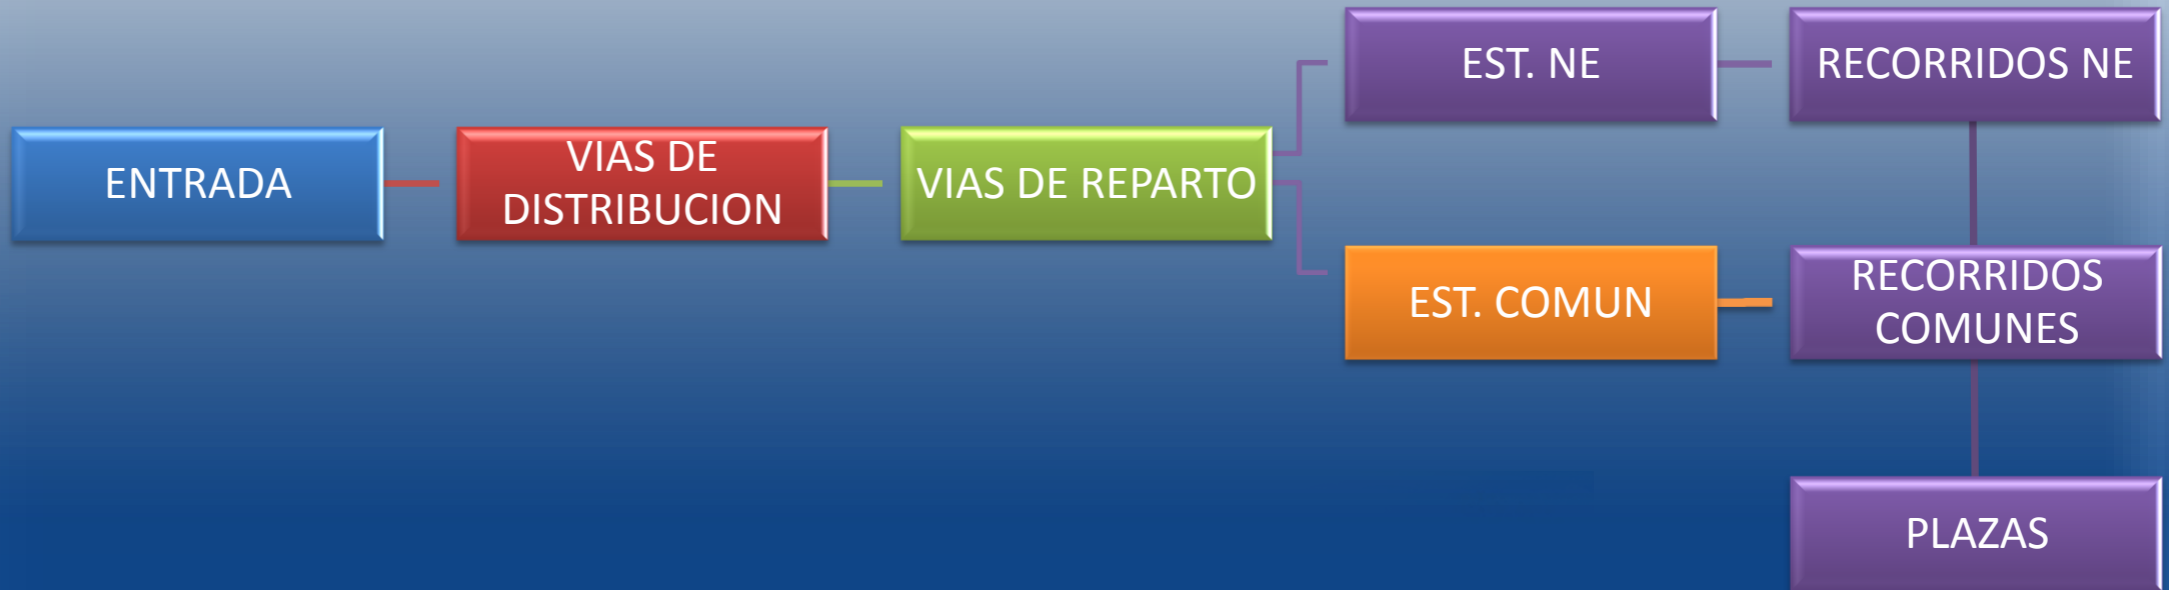 ENTRADA
VIAS DE
DISTRIBUCION
VIAS DE REPARTO
EST. NE
RECORRIDOS NE
EST. COMUN
RECORRIDOS
COMUNES
PLAZAS